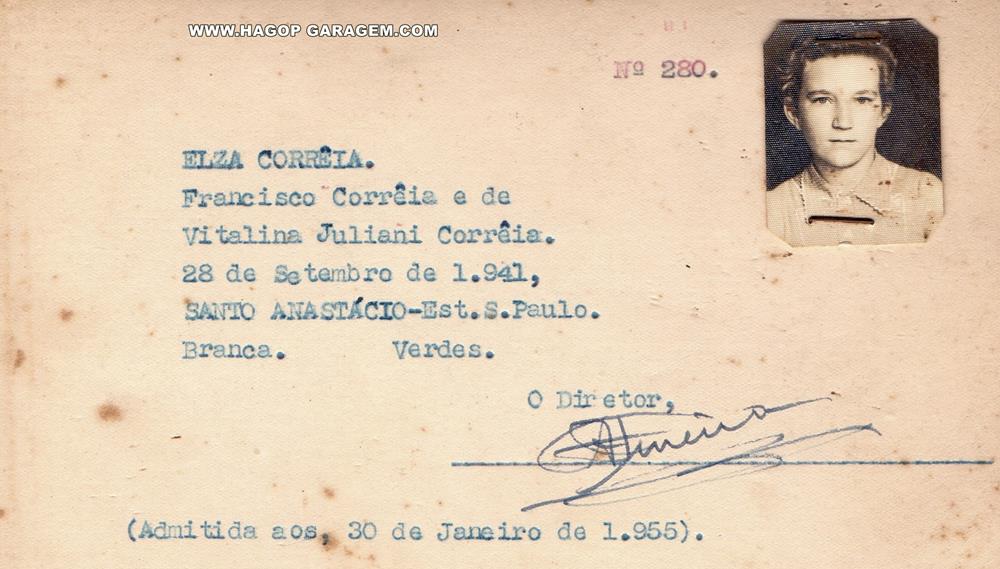 WWW.HAGOP GARAGEM.COM
Nº 280.
ELZA CORRÊIA.
Francisco Corrêia e de
Vitalina Juliani Corrêia.
28 de Setembro de 1.941,
SANTO ANASTÁCIO-Est.S.Paulo.
Branca. Verdes.
O Diretor,
(Admitida aos, 30 de Janeiro de 1.955).